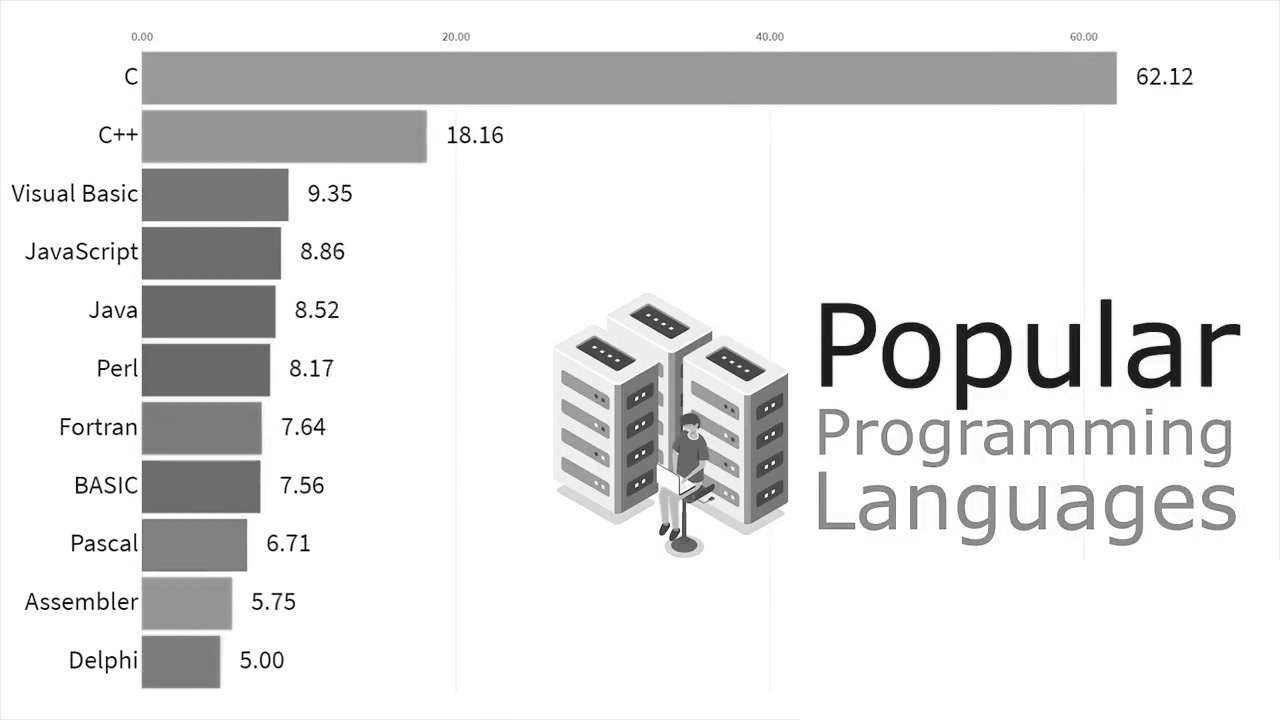 0.00 20.00 40.00 60.00
C 62.12
C++ 18.16
Visual Basic 9.35
JavaScript 8.86
Java 8.52
Perl 8.17
Fortran 7.64
BASIC 7.56
Pascal 6.71
Assembler 5.75
Delphi 5.00
Popular
Programming
Languages